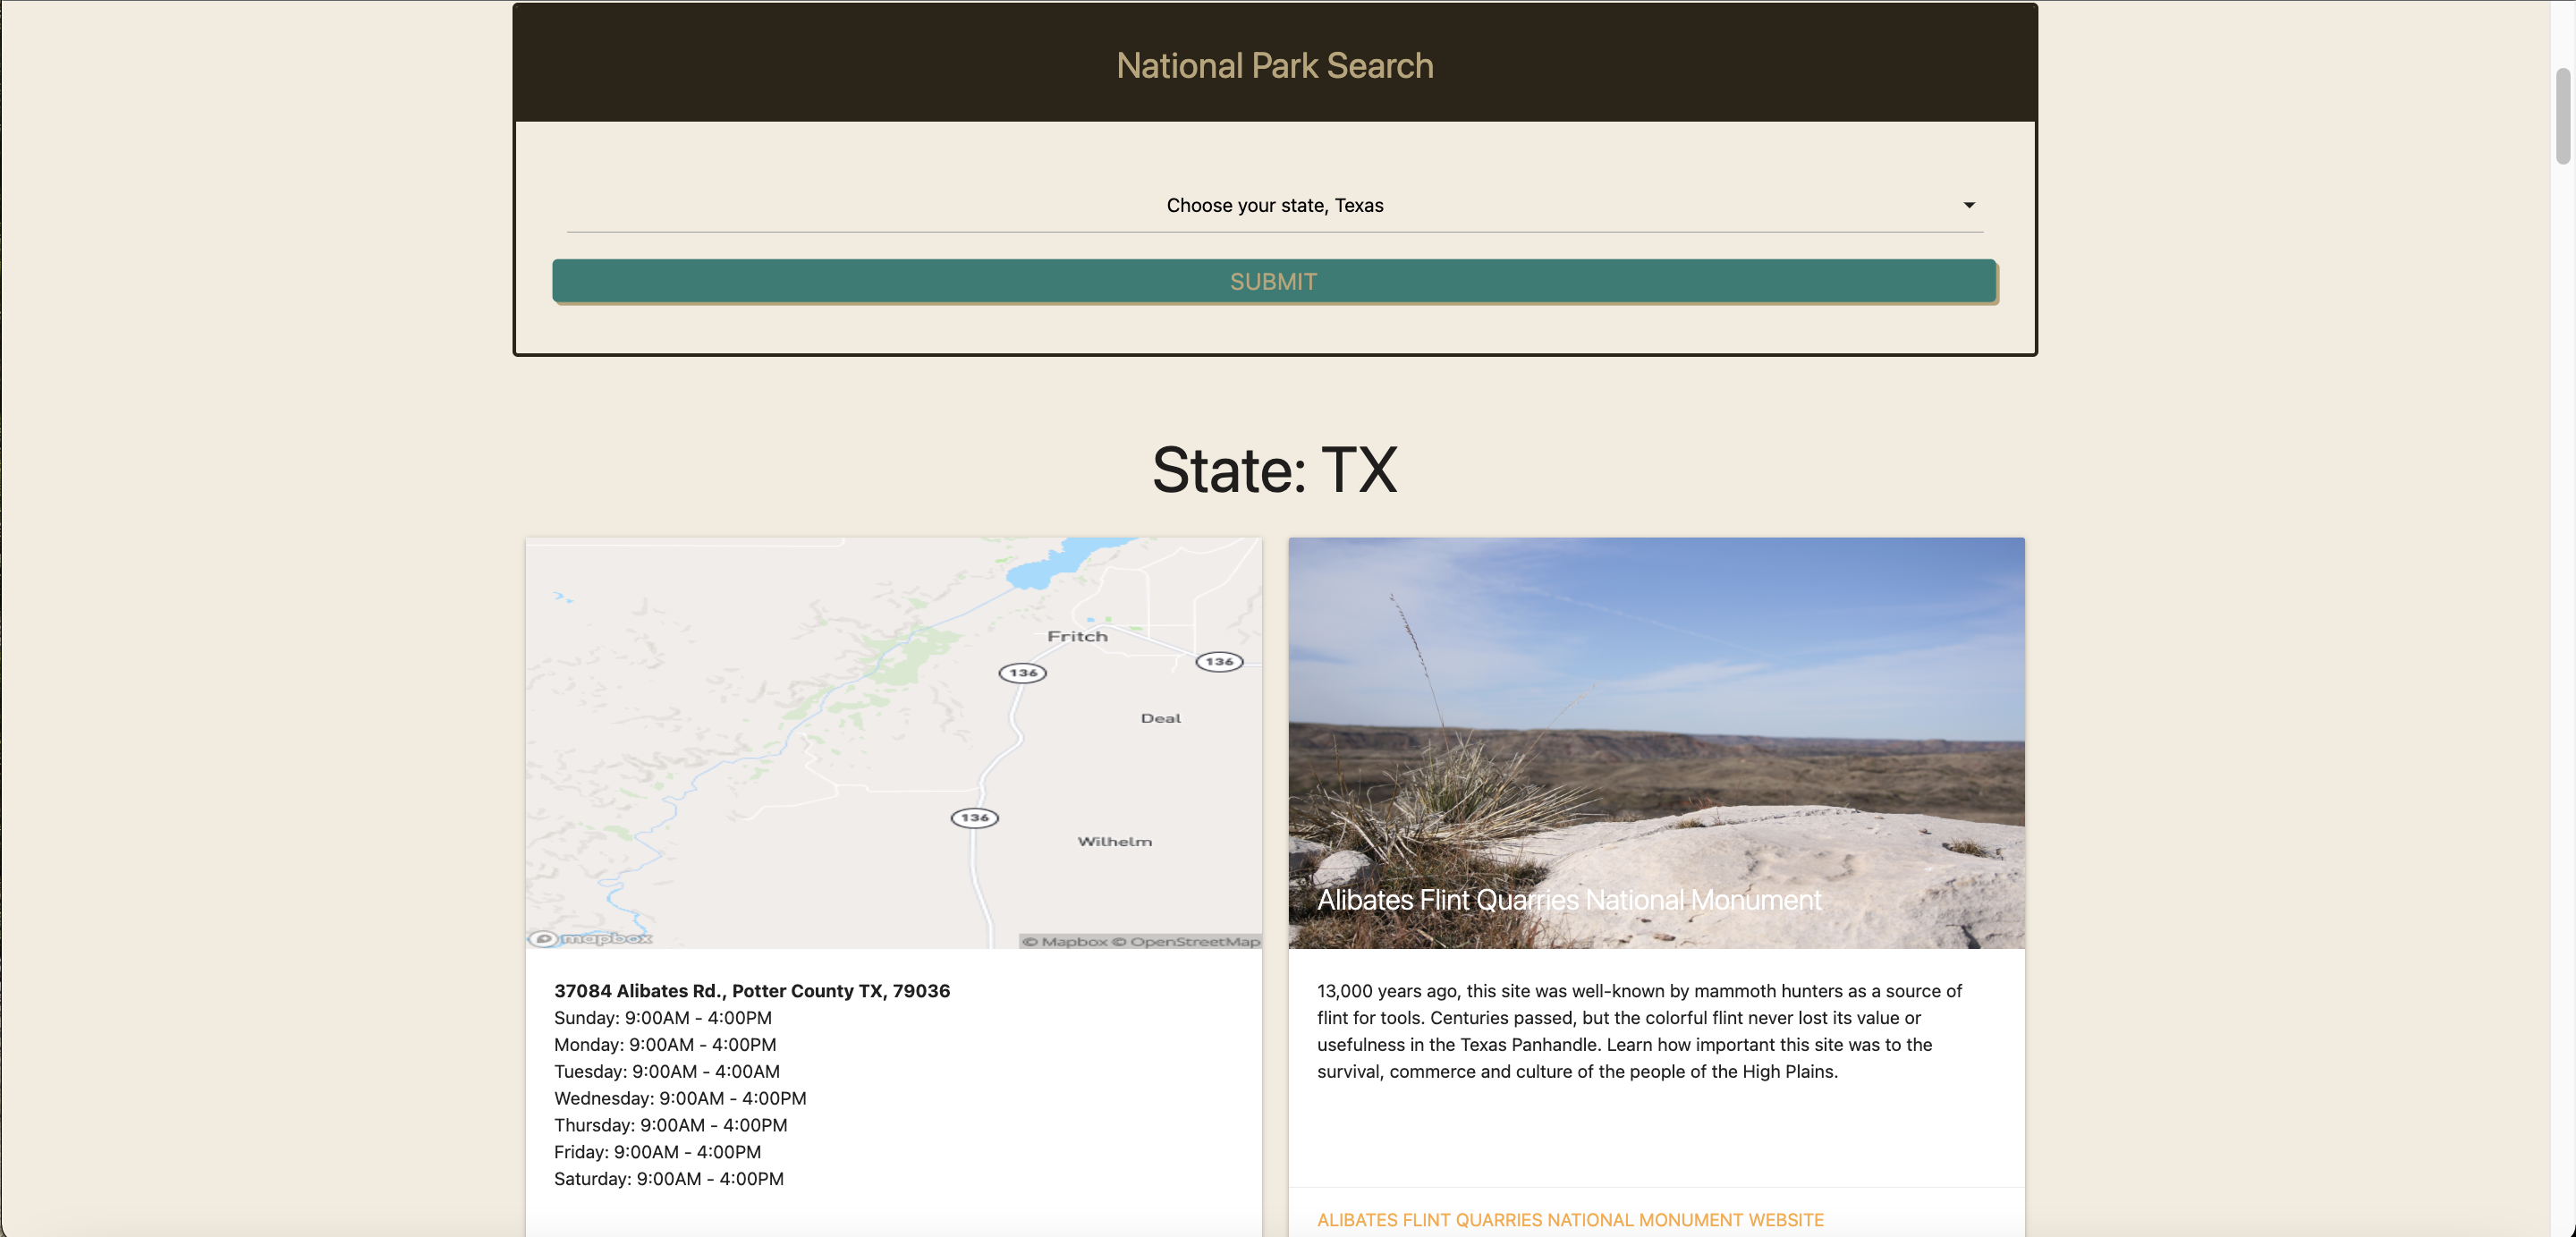 National Park Search
Choose your state, Texas
SUBMIT
State: TX
Fritch
136
136
Deal
136
Wilhelm
mapbox
© Mapbox © OpenStreetMap
37084 Alibates Rd., Potter County TX, 79036
Sunday: 9:00AM - 4:00PM
Monday: 9:00AM - 4:00PM
Tuesday: 9:00AM - 4:00AM
Wednesday: 9:00AM - 4:00PM
Thursday: 9:00AM - 4:00PM
Friday: 9:00AM - 4:00PM
Saturday: 9:00AM - 4:00PM
Alibates Flint Quarries National Monument
13,000 years ago, this site was well-known by mammoth hunters as a source of
flint for tools. Centuries passed, but the colorful flint never lost its value or
usefulness in the Texas Panhandle. Learn how important this site was to the
survival, commerce and culture of the people of the High Plains.
ALIBATES FLINT QUARRIES NATIONAL MONUMENT WEBSITE